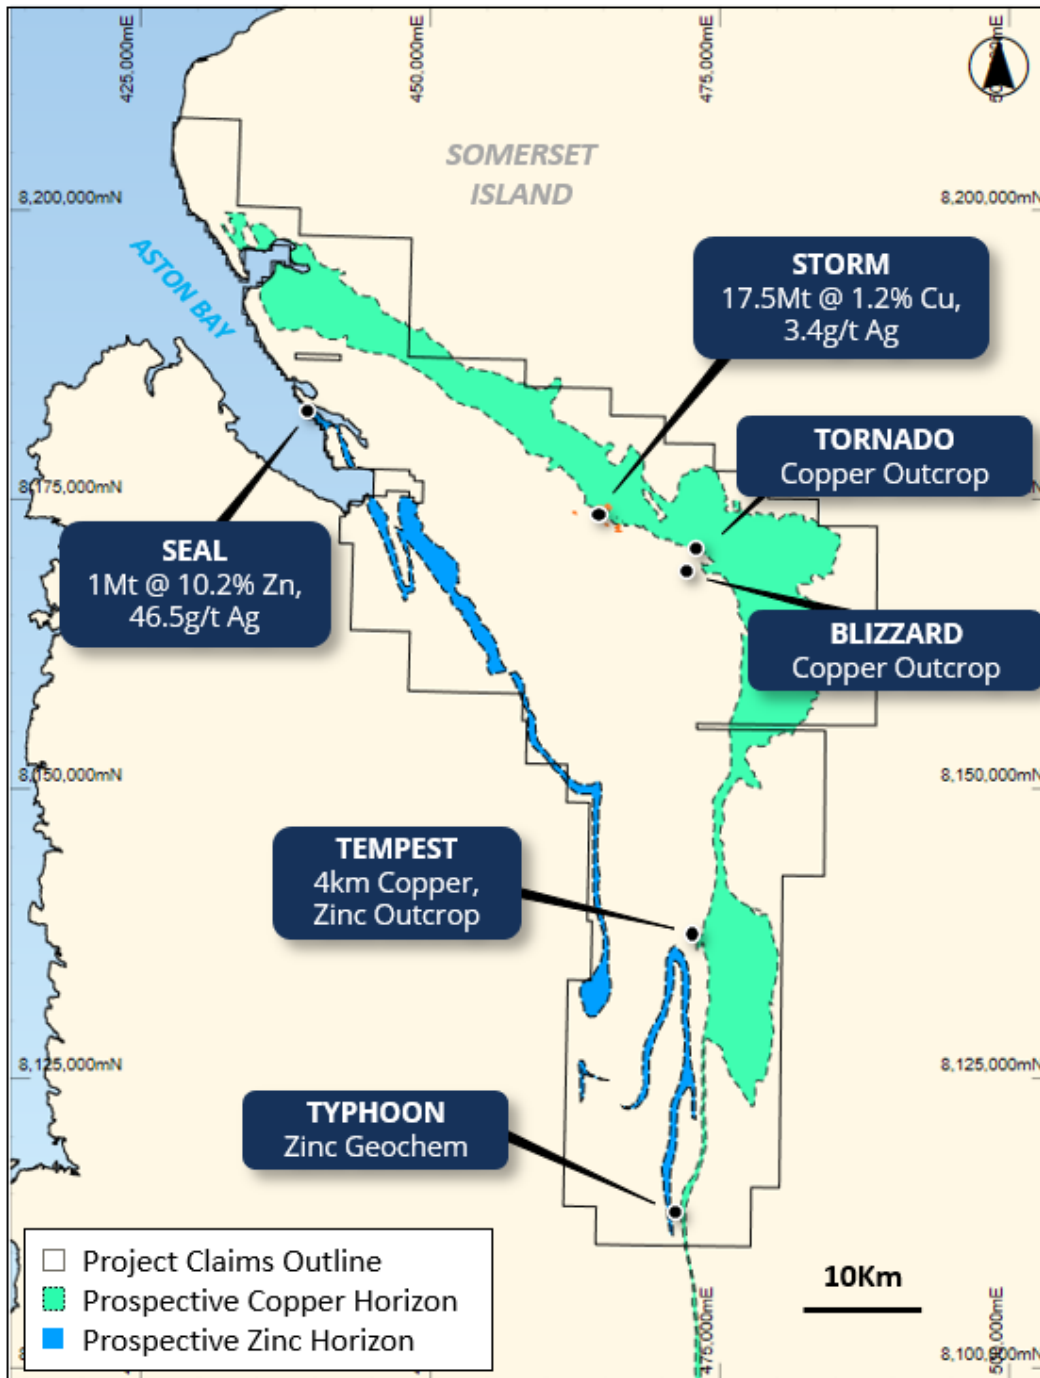 425,000mE
450,000mE
475,000mE
SOMERSET
ISLAND
8,200,000mN
8,200,000mN
ASTON BAY
STORM
17.5Mt @ 1.2% Cu,
3.4g/t Ag
TORNADO
Copper Outcrop
8,175,000mN
SEAL
1Mt @ 10.2% Zn,
46.5g/t Ag
BLIZZARD
Copper Outcrop
8,150,000mN
8,150,000mN
TEMPEST
4km Copper,
Zinc Outcrop
8,125,000mN
8,125,000mN
TYPHOON
Zinc Geochem
Project Claims Outline
Prospective Copper Horizon
Prospective Zinc Horizon
10Km
475,000mE
500,000mE
8,100,000mN